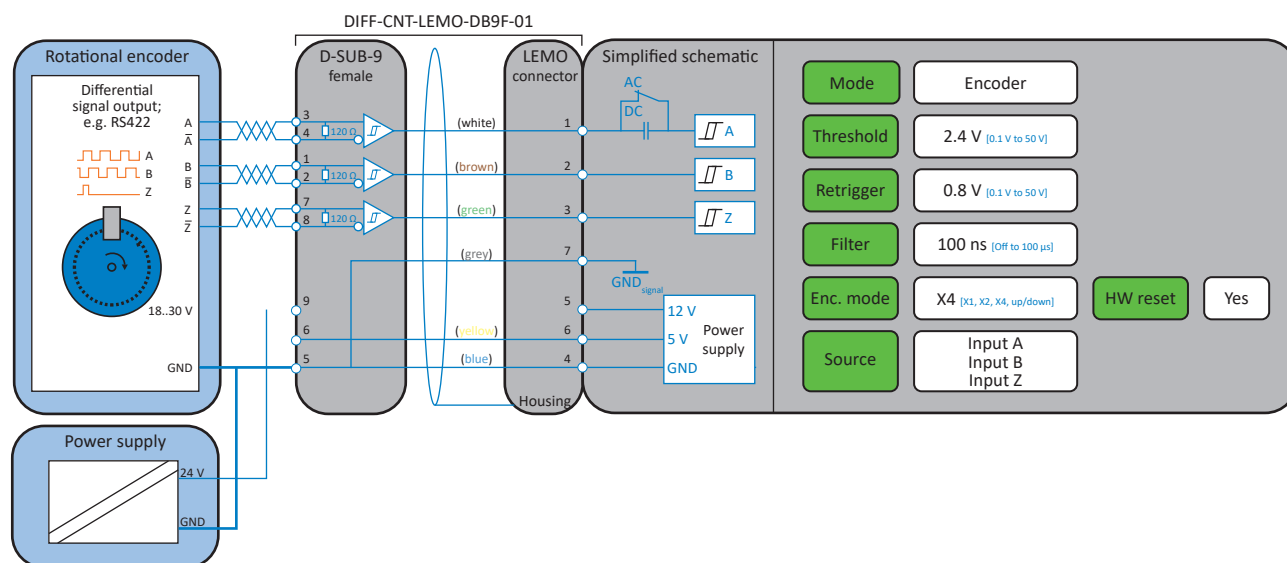 DIFF-CNT-LEMO-DB9F-01
Rotational encoder
Differential
signal output;
e.g. RS422
A
B
Z
A
A̅
B
B̅
Z
Z̅
18..30 V
GND
D-SUB-9
female
3
4
120 Ω
1
2
120 Ω
7
8
120 Ω
9
6
5
(white)
(brown)
(green)
(grey)
(yellow)
(blue)
LEMO
connector
1
2
3
7
5
6
4
Housing
Simplified schematic
AC
DC
A
B
Z
GND signal
12 V
5 V
GND
Power
supply
Mode
Encoder
Threshold
2.4 V [0.1 V to 50 V]
Retrigger
0.8 V [0.1 V to 50 V]
Filter
100 ns [Off to 100 µs]
Enc. mode
X4 [X1, X2, X4, up/down]
HW reset
Yes
Source
Input A
Input B
Input Z
Power supply
24 V
GND